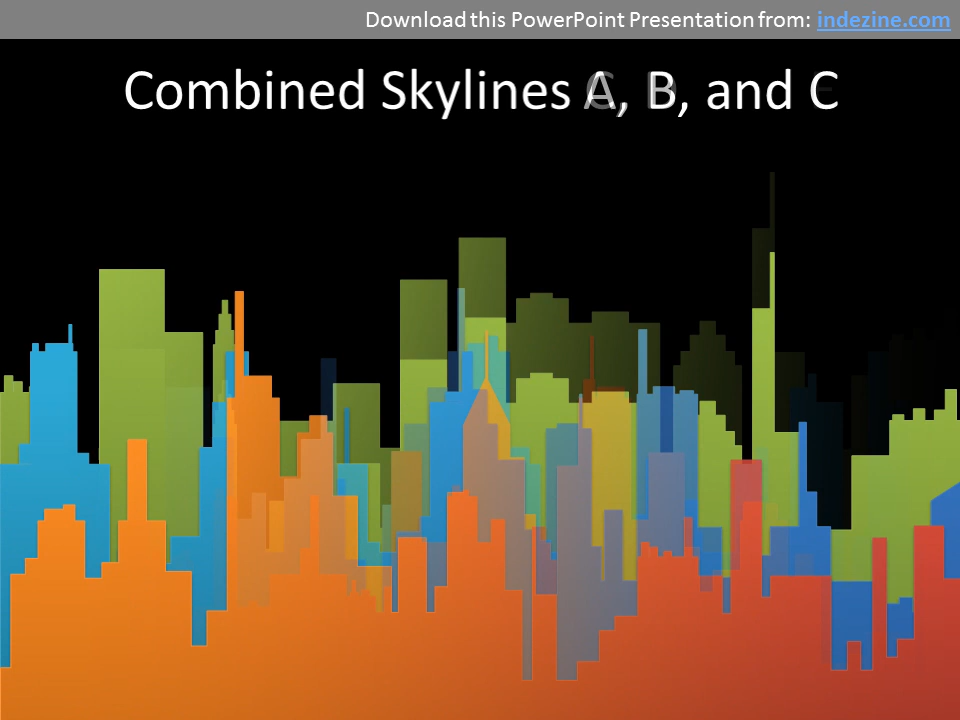 Download this PowerPoint Presentation from: indezine.com
Combined Skylines A, B, and C